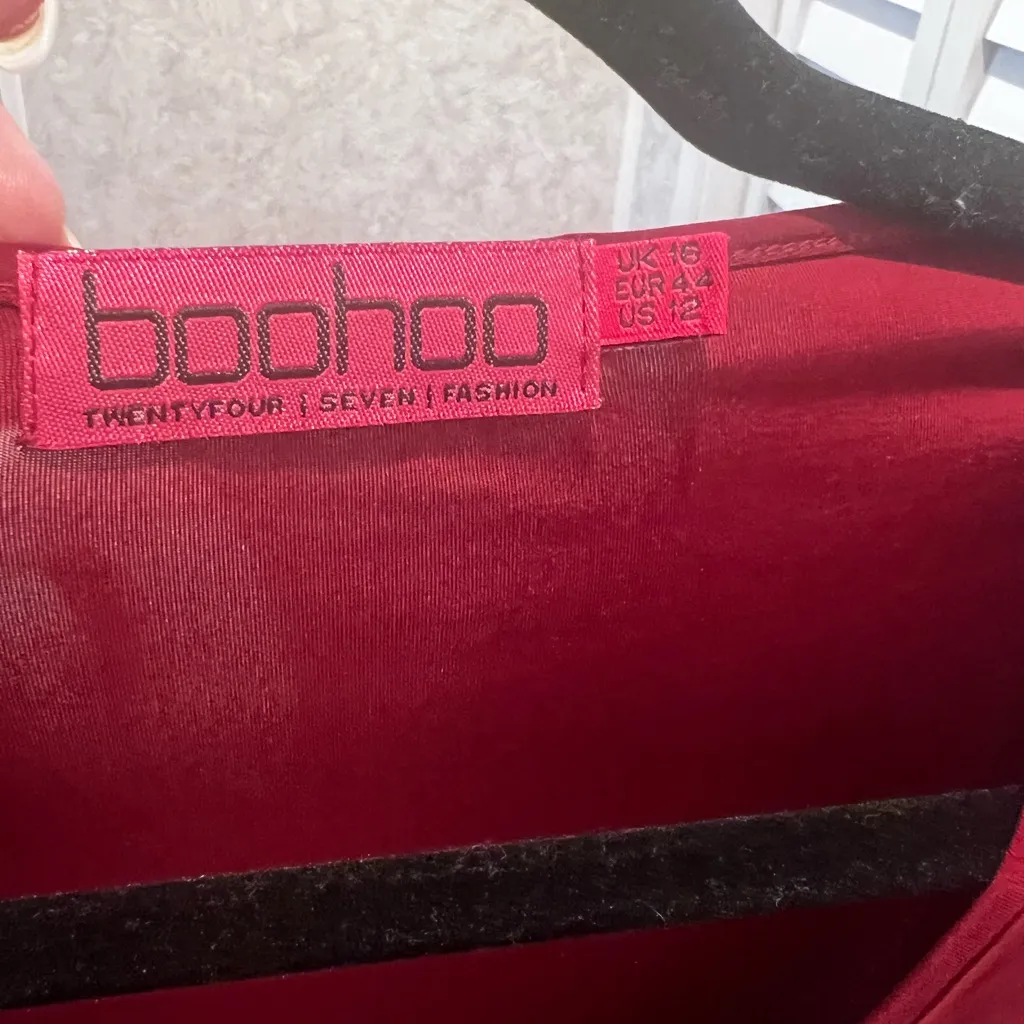 boohoo
TWENTYFOUR | SEVEN | FASHION
UK 16
EUR 44
US 12